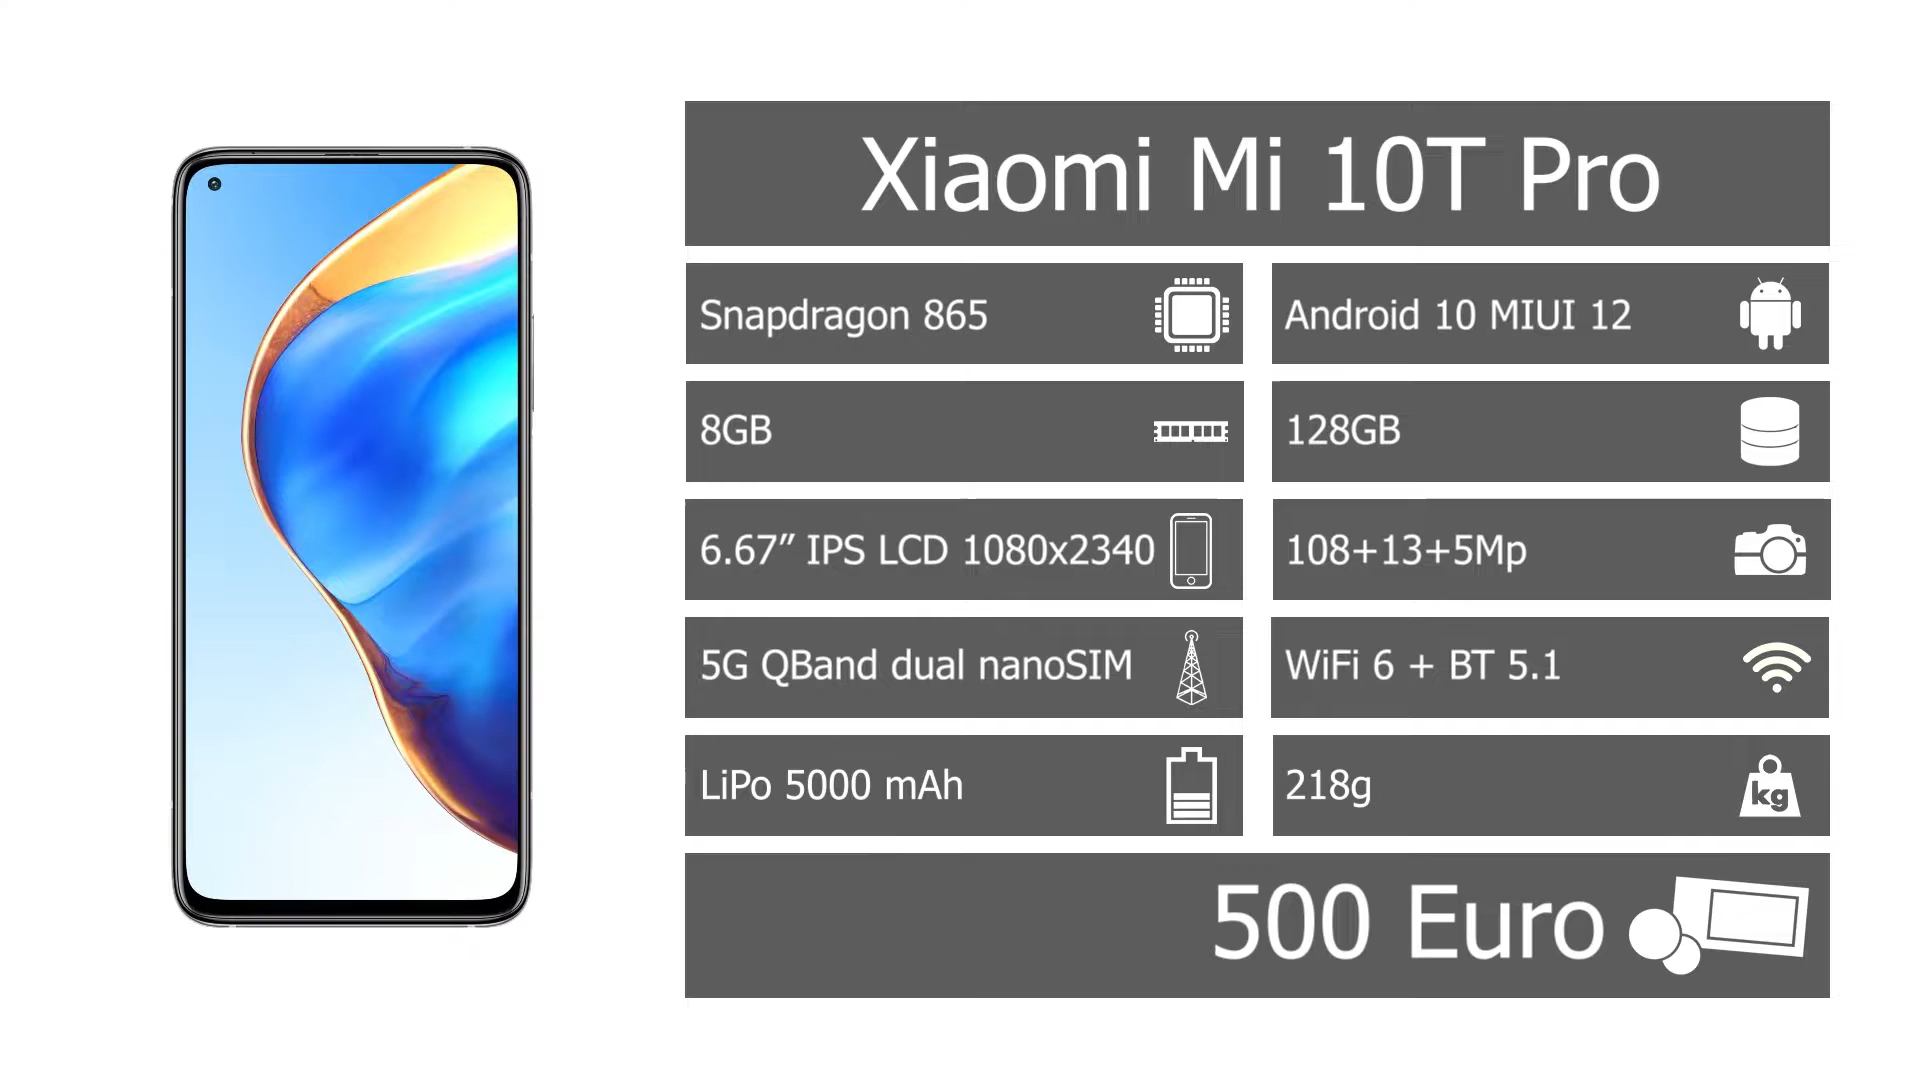 Xiaomi Mi 10T Pro
Snapdragon 865
Android 10 MIUI 12
8GB
128GB
6.67” IPS LCD 1080x2340
108+13+5Mp
5G QBand dual nanoSIM
WiFi 6 + BT 5.1
LiPo 5000 mAh
218g
kg
500 Euro